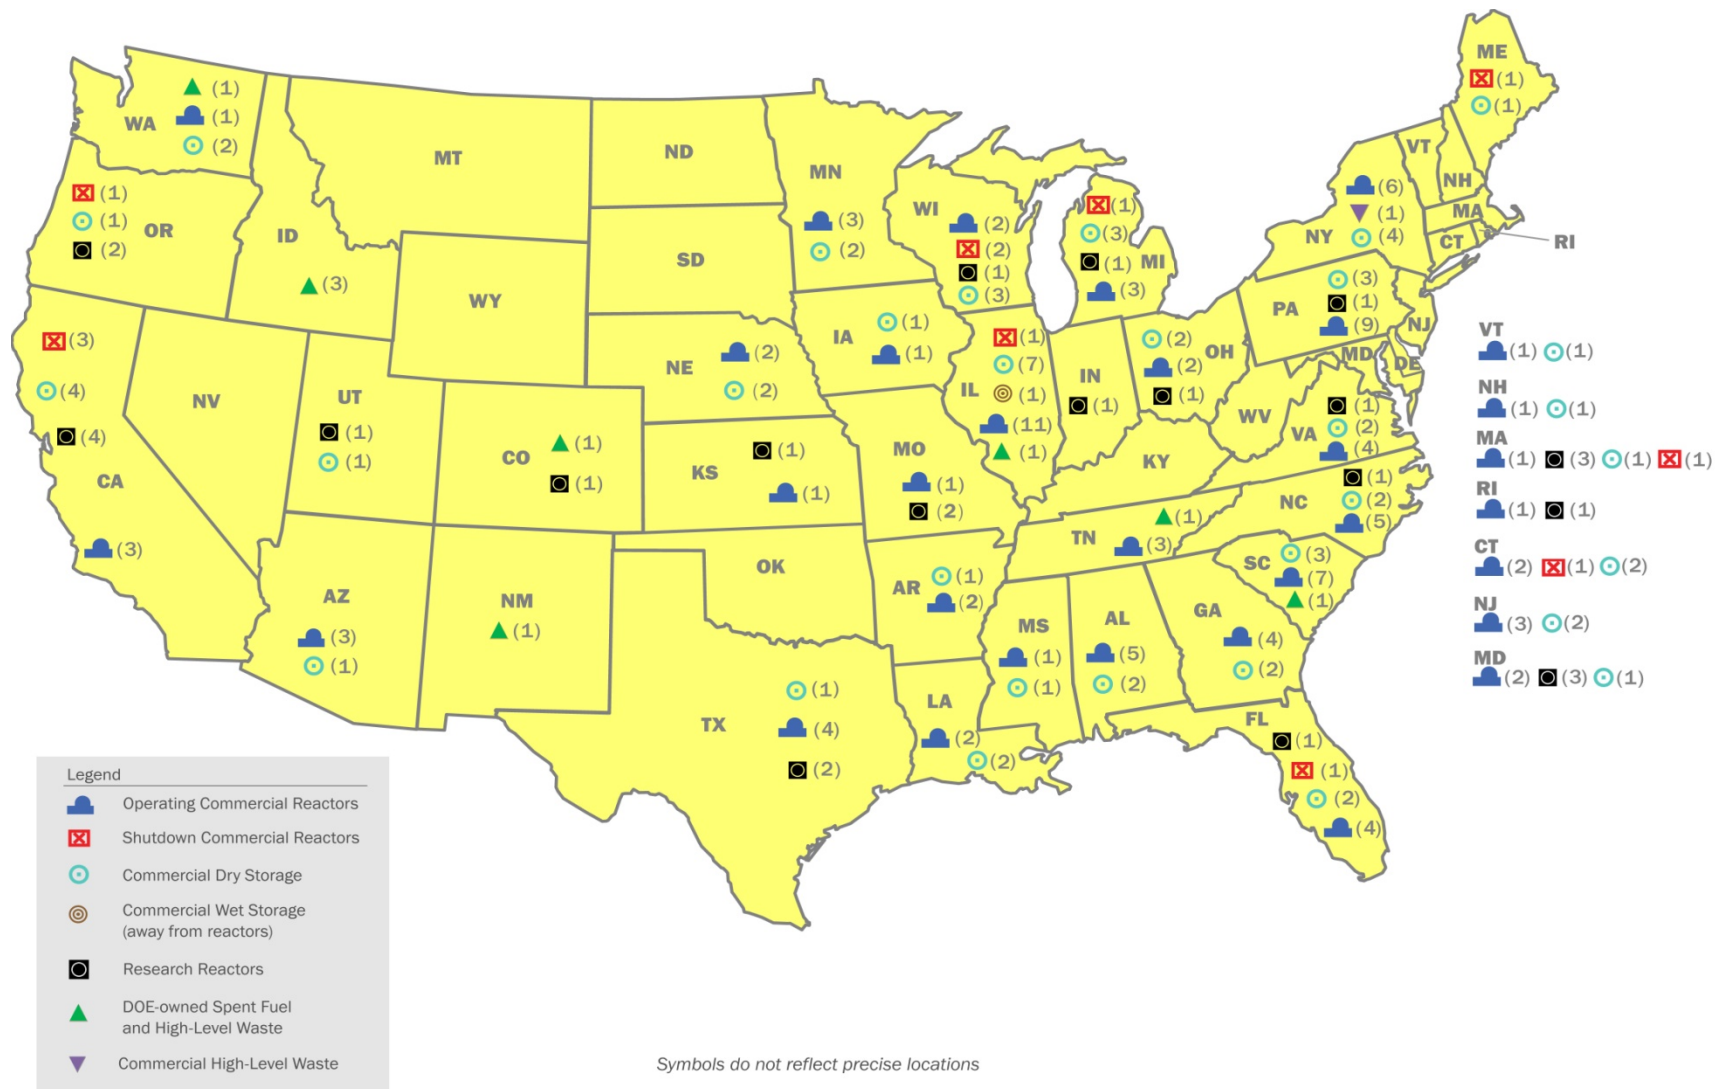 WA
(1)
(1)
(2)
OR
(1)
(1)
(2)
ID
(3)
MT
ND
SD
WY
MN
(3)
(2)
WI
(2)
(2)
(1)
(3)
MI
(1)
(3)
(1)
(3)
ME
(1)
(1)
VT
NH
MA
CT
RI
NY
(6)
(1)
(4)
PA
(3)
(1)
(9)
NJ
MD
DE
CA
(3)
(4)
(4)
(3)
NV
UT
(1)
(1)
CO
(1)
(1)
NE
(2)
(2)
KS
(1)
(1)
IA
(1)
(1)
IL
(1)
(7)
(1)
(11)
(1)
IN
(1)
OH
(2)
(2)
(1)
MO
(1)
(2)
KY
WV
VA
(1)
(2)
(4)
NC
(1)
(2)
(5)
TN
(1)
(3)
SC
(3)
(7)
(1)
AZ
(3)
(1)
NM
(1)
OK
TX
(1)
(4)
(2)
AR
(1)
(2)
LA
(2)
(2)
MS
(1)
(1)
AL
(5)
(2)
GA
(4)
(2)
FL
(1)
(1)
(2)
(4)
VT
(1) (1)
NH
(1) (1)
MA
(1) (3) (1) (1)
RI
(1) (1)
CT
(2) (1) (2)
NJ
(3) (2)
MD
(2) (3) (1)
Legend
Operating Commercial Reactors
Shutdown Commercial Reactors
Commercial Dry Storage
Commercial Wet Storage
(away from reactors)
Research Reactors
DOE-owned Spent Fuel
and High-Level Waste
Commercial High-Level Waste
Symbols do not reflect precise locations